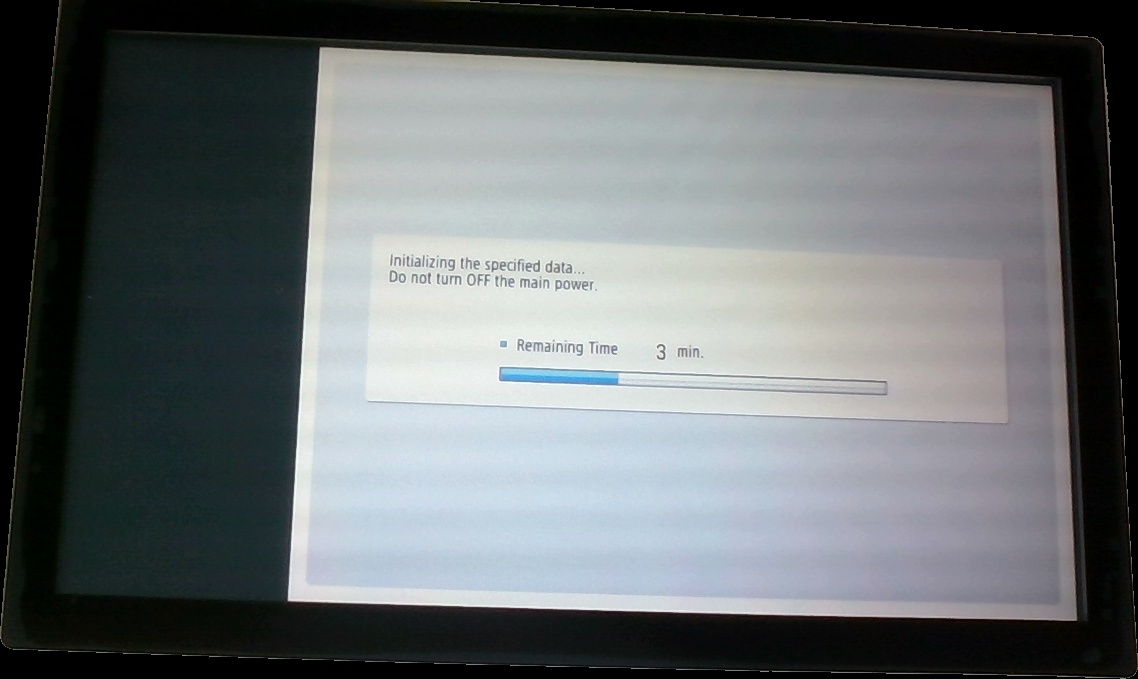 Initializing the specified data...
Do not turn OFF the main power.
Remaining Time 3 min.